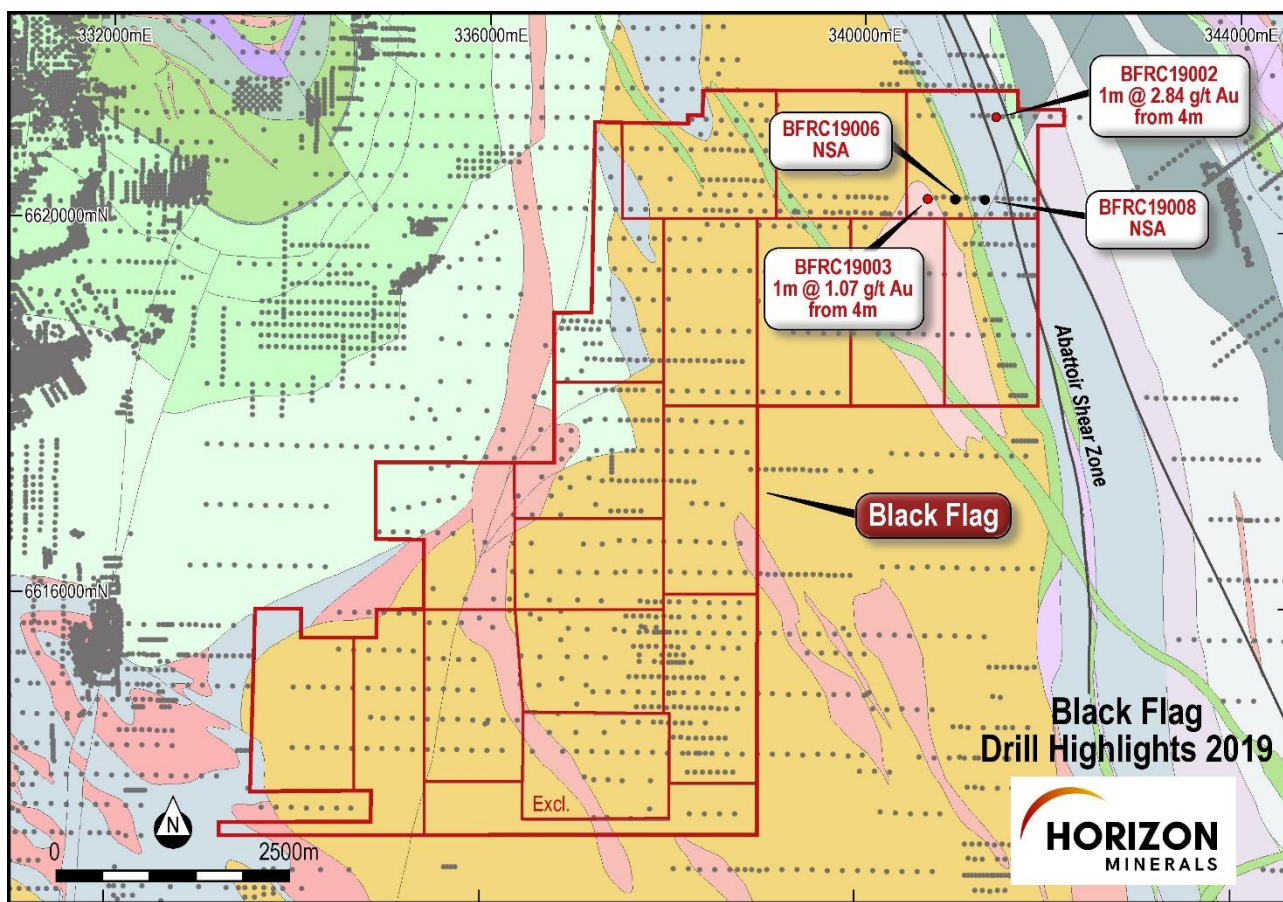 332000mE
336000mE
340000mE
344000mE
BFRC19002
1m @ 2.84 g/t Au
from 4m
BFRC19006
NSA
6620000mN
BFRC19008
NSA
BFRC19003
1m @ 1.07 g/t Au
from 4m
Abattoir Shear Zone
Black Flag
6616000mN
Black Flag
Drill Highlights 2019
Excl.
N
0
2500m
HORIZON
MINERALS